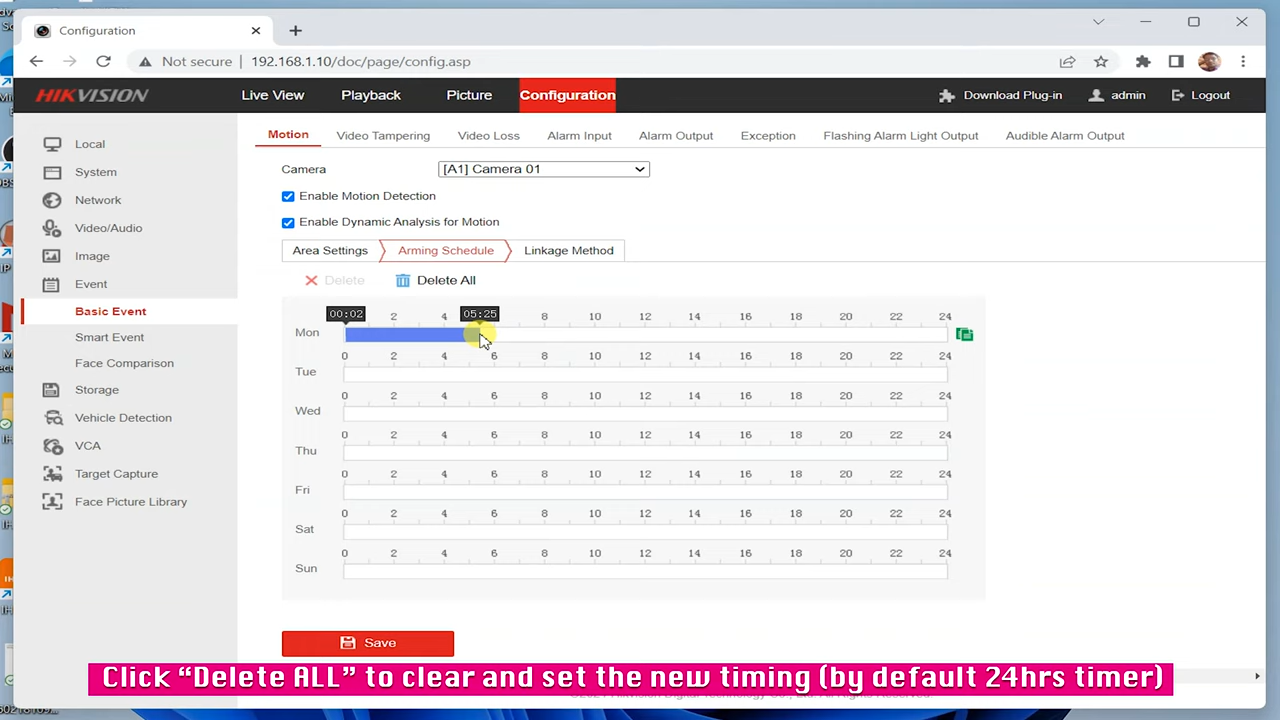 Configuration
Not secure | 192.168.1.10/doc/page/config.asp
HIKVISION
Live View Playback Picture Configuration Download Plug-in admin Logout
Local
System
Network
Video/Audio
Image
Event
Basic Event
Smart Event
Face Comparison
Storage
Vehicle Detection
VCA
Target Capture
Face Picture Library
Motion Video Tampering Video Loss Alarm Input Alarm Output Exception Flashing Alarm Light Output Audible Alarm Output
Camera [A1] Camera 01
Enable Motion Detection
Enable Dynamic Analysis for Motion
Area Settings Arming Schedule Linkage Method
Delete Delete All
00:02 2 05:25 8 10 12 14 16 18 20 22 24
Mon
0 2 4 6 8 10 12 14 16 18 20 22 24
Tue
0 2 4 6 8 10 12 14 16 18 20 22 24
Wed
0 2 4 6 8 10 12 14 16 18 20 22 24
Thu
0 2 4 6 8 10 12 14 16 18 20 22 24
Fri
0 2 4 6 8 10 12 14 16 18 20 22 24
Sat
0 2 4 6 8 10 12 14 16 18 20 22 24
Sun
Save
Click “Delete ALL” to clear and set the new timing (by default 24hrs timer)